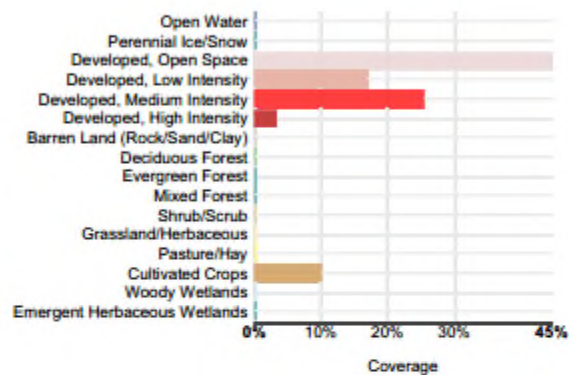 Open Water
Perennial Ice/Snow
Developed, Open Space
Developed, Low Intensity
Developed, Medium Intensity
Developed, High Intensity
Barren Land (Rock/Sand/Clay)
Deciduous Forest
Evergreen Forest
Mixed Forest
Shrub/Scrub
Grassland/Herbaceous
Pasture/Hay
Cultivated Crops
Woody Wetlands
Emergent Herbaceous Wetlands
0% 10% 20% 30% 45%
Coverage